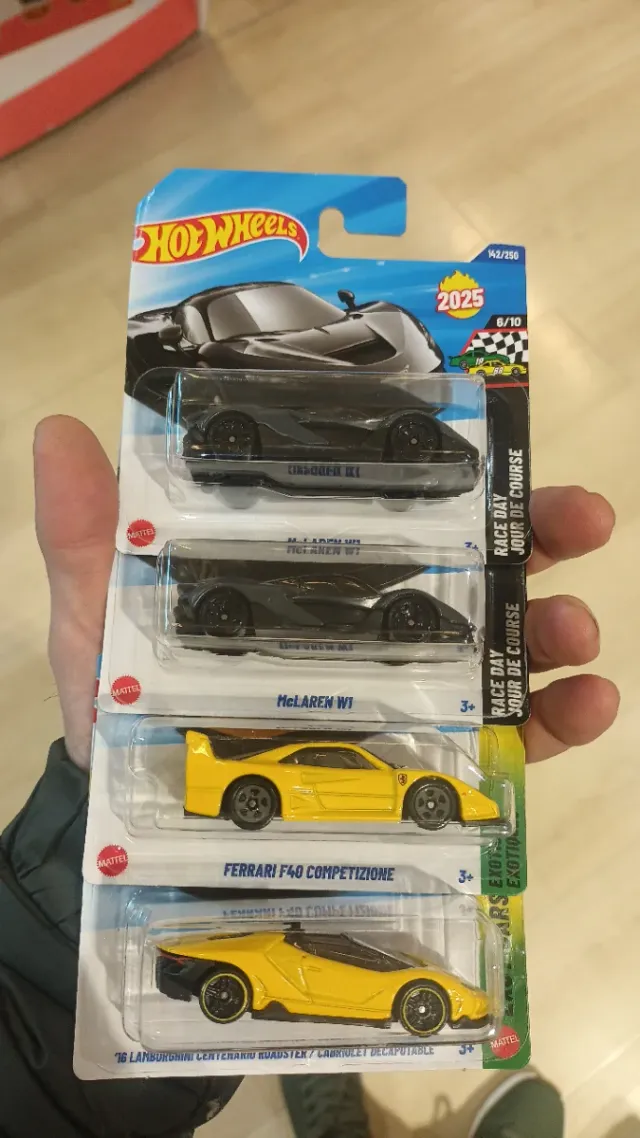 HOT WHEELS
142/250
2025
6/10
RACE DAY
JOUR DE COURSE
MATTEL
McLAREN W1
3+
RACE DAY
JOUR DE COURSE
MATTEL
McLAREN W1
3+
MATTEL
FERRARI F40 COMPETIZIONE
3+
'16 LAMBORGHINI CENTENARIO ROADSTER / CABRIOLET DÉCAPOTABLE
3+
MATTEL